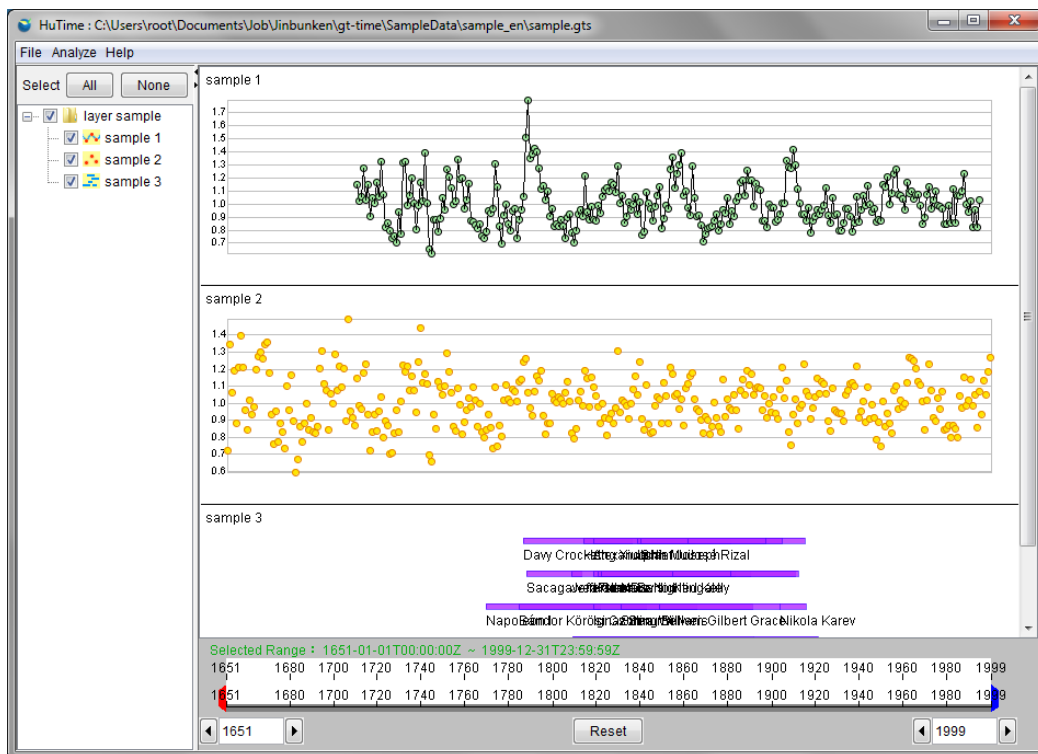 HuTime : C:\Users\root\Documents\Job\Jinbunken\gt-time\SampleData\sample_en\sample.gts
File Analyze Help
Select All None
layer sample
sample 1
sample 2
sample 3
sample 1
1.7
1.6
1.5
1.4
1.3
1.2
1.1
1.0
0.9
0.8
0.7
sample 2
1.4
1.3
1.2
1.1
1.0
0.9
0.8
0.7
0.6
sample 3
Davy Crockett Rizal
Gilbert Grace Nikola Karev
Selected Range : 1651-01-01T00:00:00Z ~ 1999-12-31T23:59:59Z
1651 1680 1700 1720 1740 1760 1780 1800 1820 1840 1860 1880 1900 1920 1940 1960 1980 1999
1651 1680 1700 1720 1740 1760 1780 1800 1820 1840 1860 1880 1900 1920 1940 1960 1980 1999
1651 Reset 1999